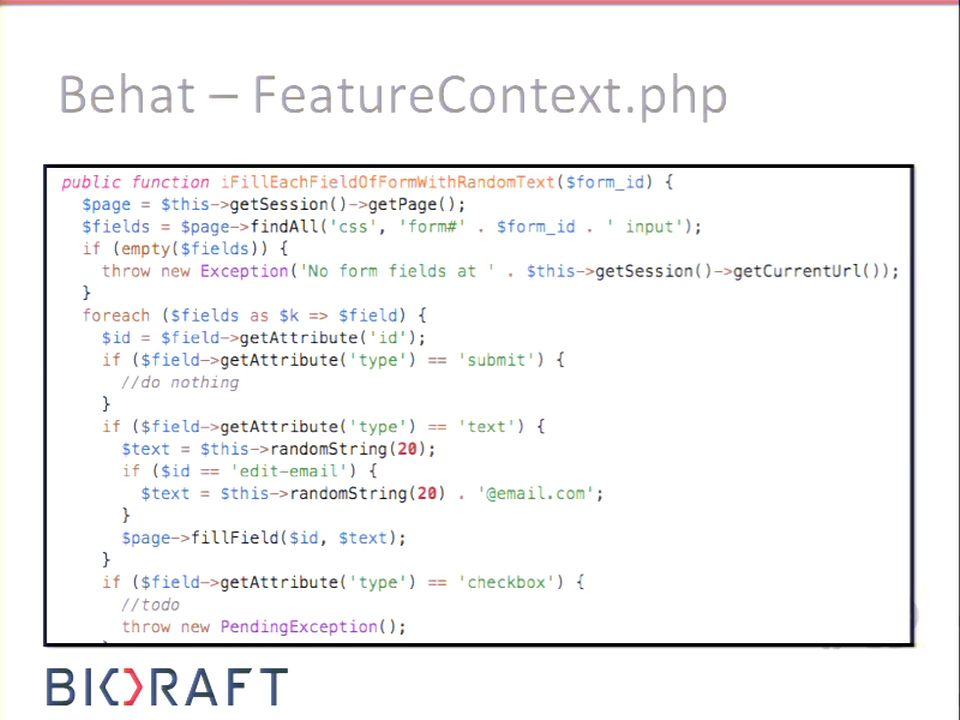 Behat – FeatureContext.php
public function iFillEachFieldOfFormWithRandomText($form_id) {
$page = $this->getSession()->getPage();
$fields = $page->findAll('css', 'form#' . $form_id . ' input');
if (empty($fields)) {
throw new Exception('No form fields at ' . $this->getSession()->getCurrentUrl());
}
foreach ($fields as $k => $field) {
$id = $field->getAttribute('id');
if ($field->getAttribute('type') == 'submit') {
//do nothing
}
if ($field->getAttribute('type') == 'text') {
$text = $this->randomString(20);
if ($id == 'edit-email') {
$text = $this->randomString(20) . '@email.com';
}
$page->fillField($id, $text);
}
if ($field->getAttribute('type') == 'checkbox') {
//todo
throw new PendingException();
BIORAFT